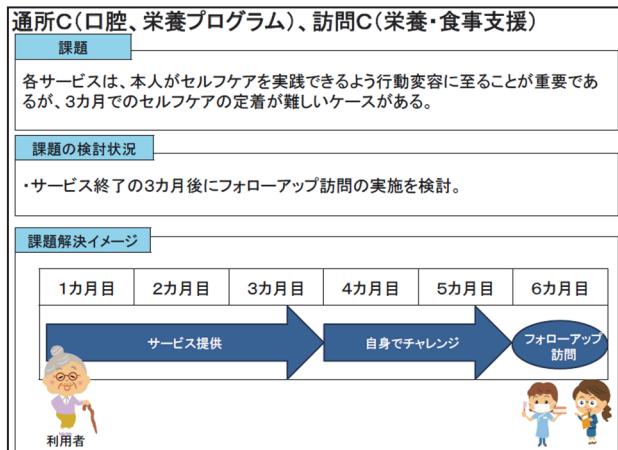 通所C(口腔、栄養プログラム)、訪問C(栄養・食事支援)
課題
各サービスは、本人がセルフケアを実践できるよう行動変容に至ることが重要であ
るが、3カ月でのセルフケアの定着が難しいケースがある。
課題の検討状況
・サービス終了の3カ月後にフォローアップ訪問の実施を検討。
課題解決イメージ
1カ月目 2カ月目 3カ月目 4カ月目 5カ月目 6カ月目
サービス提供 自身でチャレンジ フォローアップ
訪問
利用者